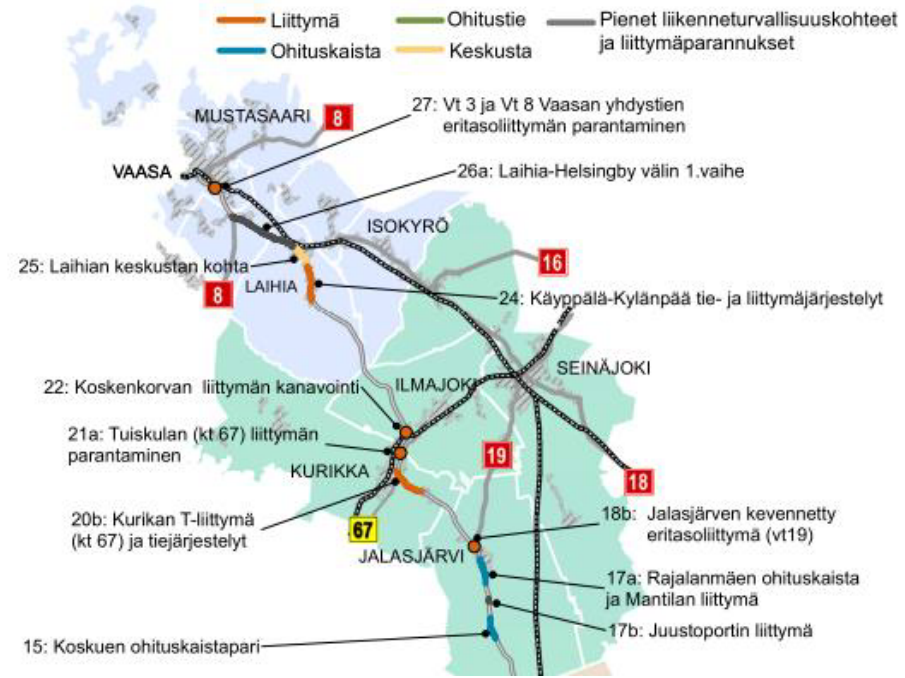 Liittymä
Ohitustie
Pienet liikenneturvallisuuskohteet
ja liittymäparannukset
Ohituskaista
Keskusta
27: Vt 3 ja Vt 8 Vaasan yhdystien
eritasoliittymän parantaminen
MUSTASAARI
8
VAASA
26a: Laihia-Helsingby välin 1.vaihe
ISOKYRÖ
16
25: Laihian keskustan kohta
8
LAIHIA
24: Käyppälä-Kylänpää tie- ja liittymäjärjestelyt
SEINÄJOKI
22: Koskenkorvan liittymän kanavointi
ILMAJOKI
21a: Tuiskulan (kt 67) liittymän
parantaminen
19
KURIKKA
18
20b: Kurikan T-liittymä
(kt 67) ja tiejärjestelyt
67
18b: Jalasjärven kevennetty
eritasoliittymä (vt19)
JALASJÄRVI
17a: Rajalanmäen ohituskaista
ja Mantilan liittymä
17b: Juustoportin liittymä
15: Koskuen ohituskaistapari